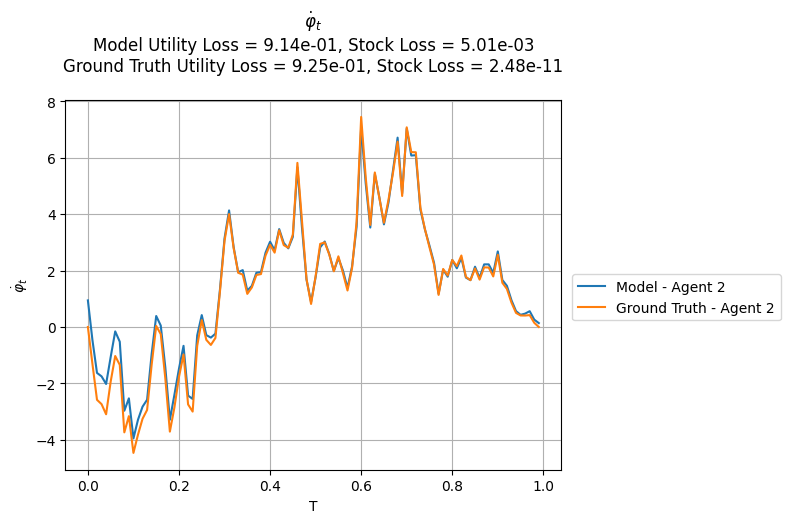 φ̇ₜ
Model Utility Loss = 9.14e-01, Stock Loss = 5.01e-03
Ground Truth Utility Loss = 9.25e-01, Stock Loss = 2.48e-11
8
6
4
2
0
−2
−4
φ̇ₜ
0.0 0.2 0.4 0.6 0.8 1.0
T
Model - Agent 2
Ground Truth - Agent 2